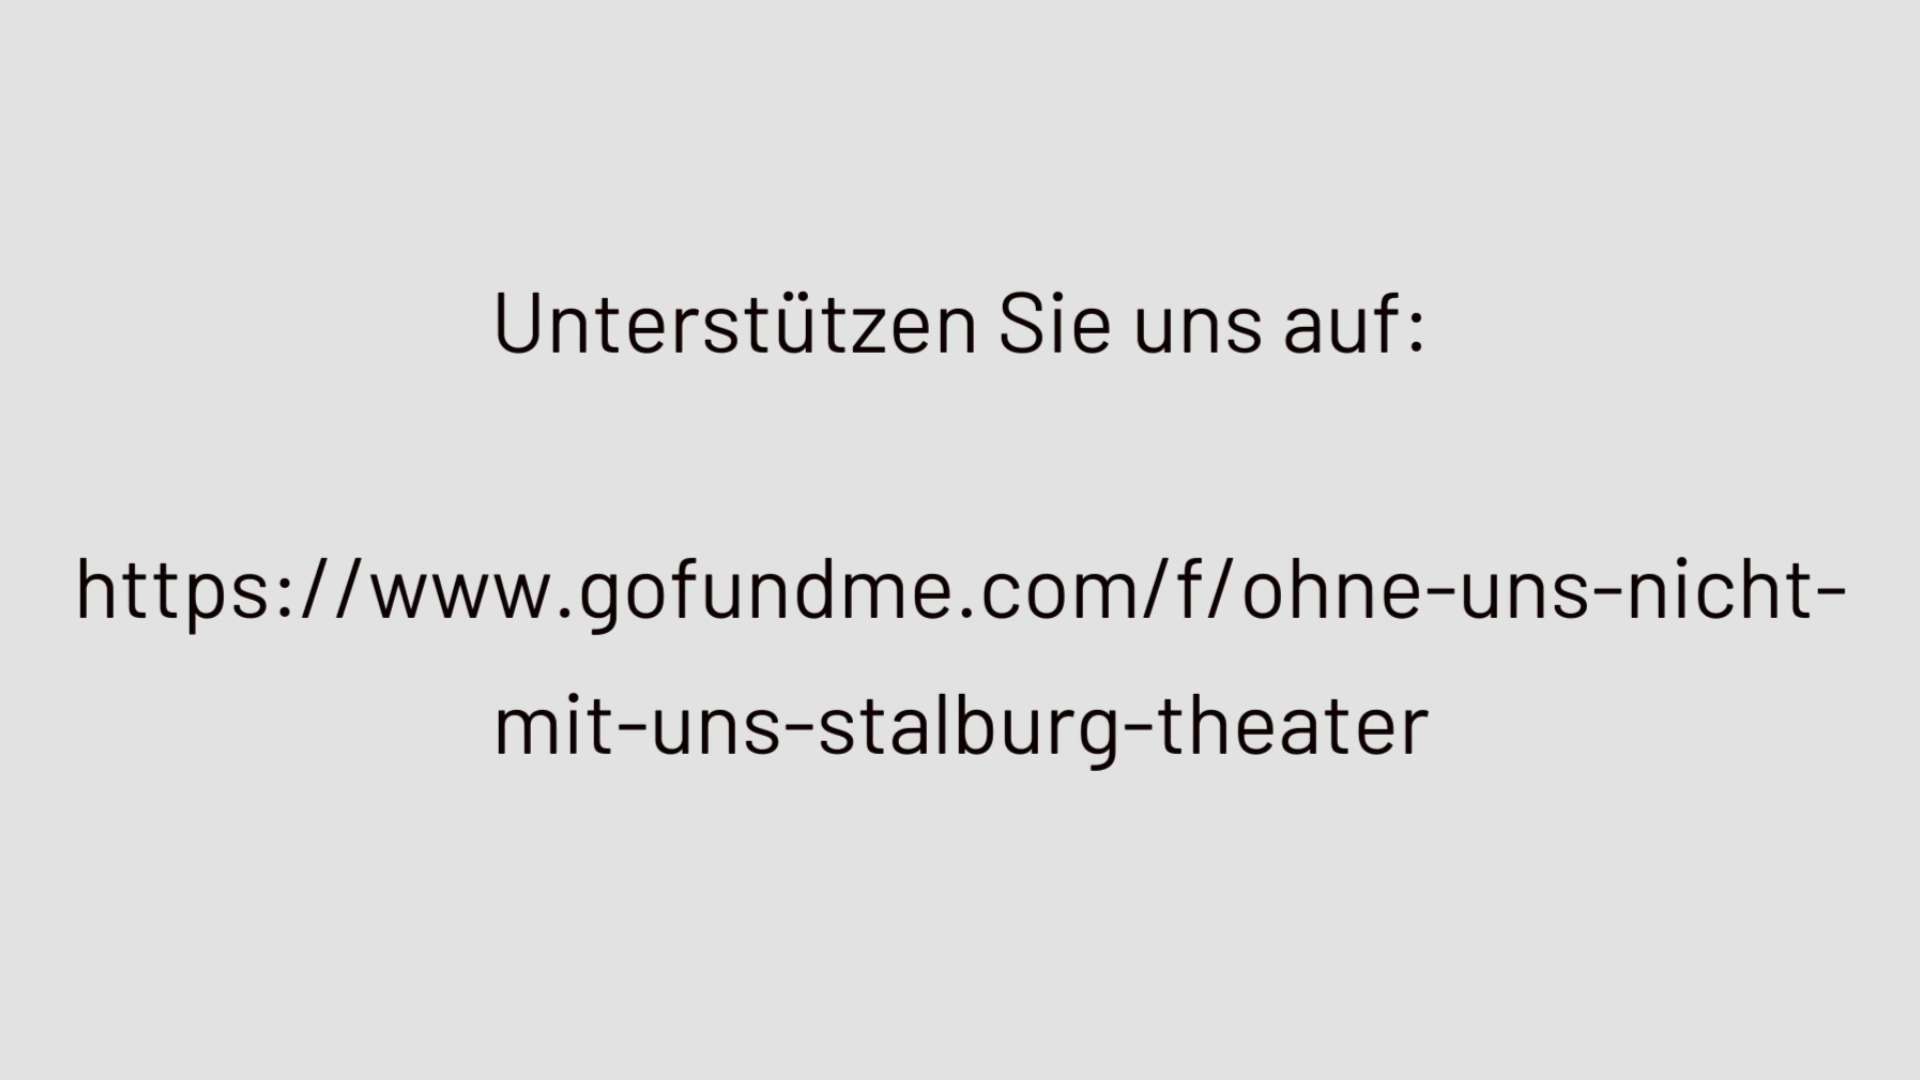 Unterstützen Sie uns auf:
https://www.gofundme.com/f/ohne-uns-nicht-
mit-uns-stalburg-theater